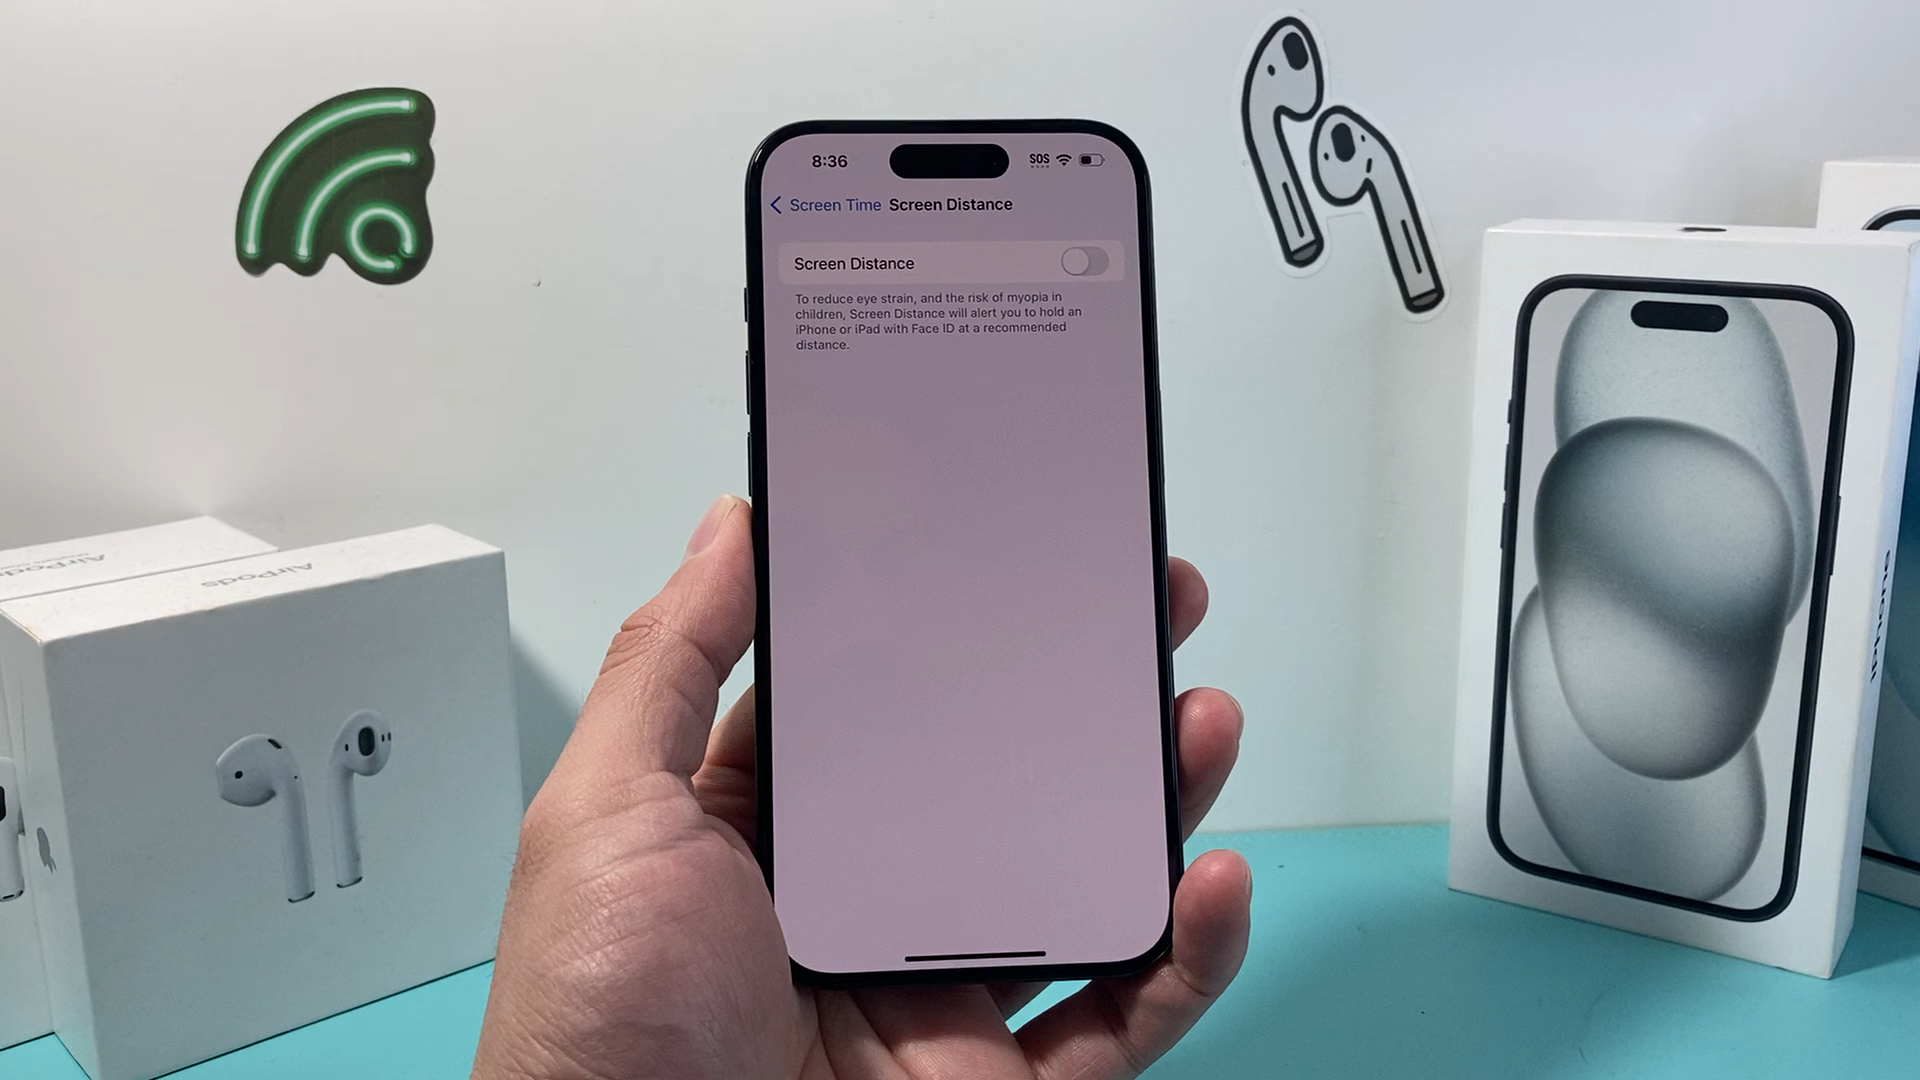 8:36
SOS
Screen Time Screen Distance
Screen Distance
To reduce eye strain, and the risk of myopia in
children, Screen Distance will alert you to hold an
iPhone or iPad with Face ID at a recommended
distance.
AirPods
AirPods
iPhone